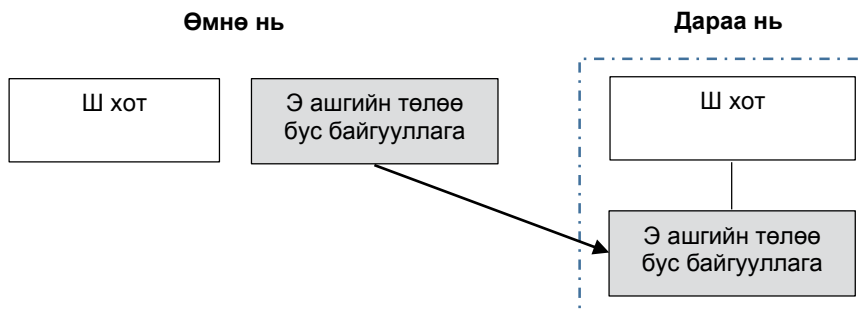 Өмнө нь
Дараа нь
Ш хот
Э ашгийн төлөө
бус байгууллага
Ш хот
Э ашгийн төлөө
бус байгууллага